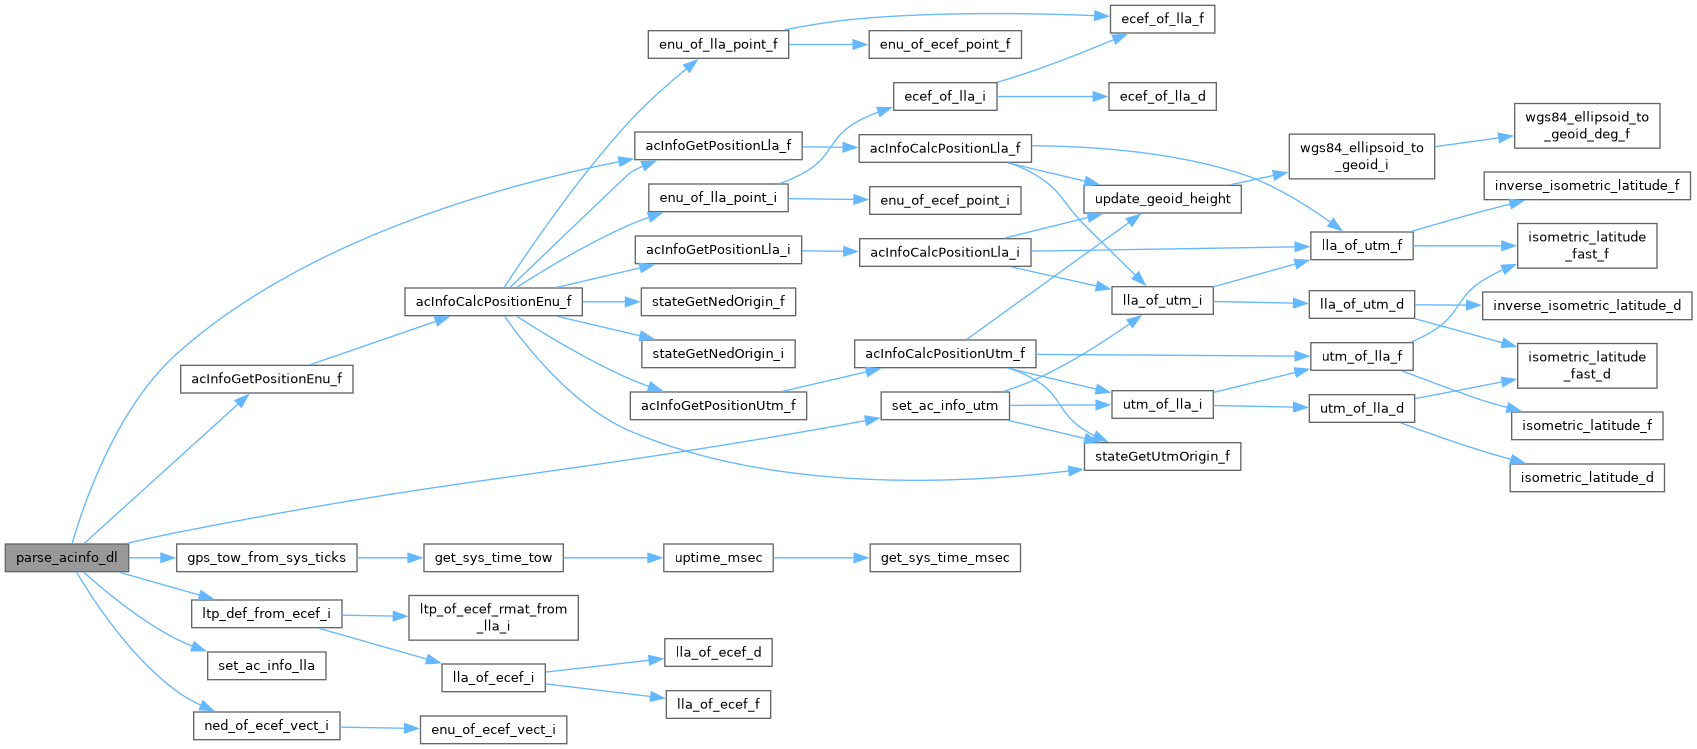 parse_acinfo_dl
acInfoGetPositionEnu_f
gps_tow_from_sys_ticks
ltp_def_from_ecef_i
set_ac_info_lla
ned_of_ecef_vect_i
acInfoCalcPositionEnu_f
get_sys_time_tow
ltp_of_ecef_rmat_from
_lla_i
lla_of_ecef_i
enu_of_ecef_vect_i
enu_of_lla_point_f
acInfoGetPositionLla_f
enu_of_lla_point_i
acInfoGetPositionLla_i
stateGetNedOrigin_f
stateGetNedOrigin_i
acInfoGetPositionUtm_f
uptime_msec
lla_of_ecef_d
lla_of_ecef_f
enu_of_ecef_point_f
ecef_of_lla_i
acInfoCalcPositionLla_f
enu_of_ecef_point_i
acInfoCalcPositionLla_i
acInfoCalcPositionUtm_f
set_ac_info_utm
get_sys_time_msec
ecef_of_lla_f
ecef_of_lla_d
update_geoid_height
lla_of_utm_i
utm_of_lla_i
stateGetUtmOrigin_f
wgs84_ellipsoid_to
_geoid_i
lla_of_utm_f
lla_of_utm_d
utm_of_lla_f
utm_of_lla_d
wgs84_ellipsoid_to
_geoid_deg_f
inverse_isometric_latitude_f
isometric_latitude
_fast_f
inverse_isometric_latitude_d
isometric_latitude
_fast_d
isometric_latitude_f
isometric_latitude_d